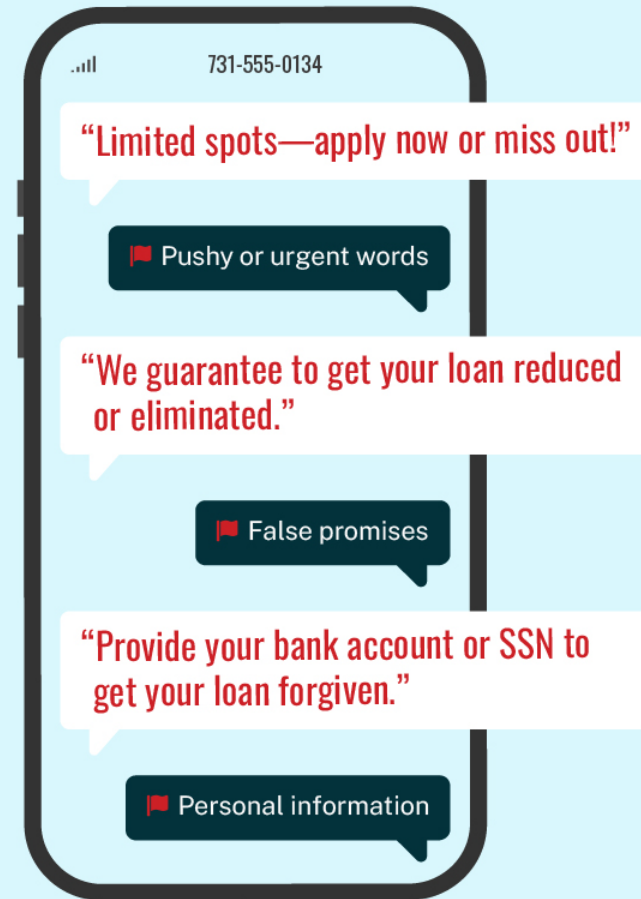 731-555-0134
“Limited spots—apply now or miss out!”
Pushy or urgent words
“We guarantee to get your loan reduced
or eliminated.”
False promises
“Provide your bank account or SSN to
get your loan forgiven.”
Personal information